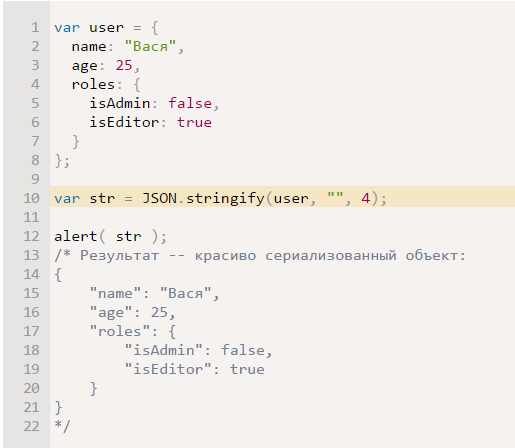 1 var user = {
2   name: "Вася",
3   age: 25,
4   roles: {
5     isAdmin: false,
6     isEditor: true
7   }
8 };
9
10 var str = JSON.stringify(user, "", 4);
11
12 alert( str );
13 /* Результат -- красиво сериализованный объект:
14 {
15     "name": "Вася",
16     "age": 25,
17     "roles": {
18         "isAdmin": false,
19         "isEditor": true
20     }
21 }
22 */